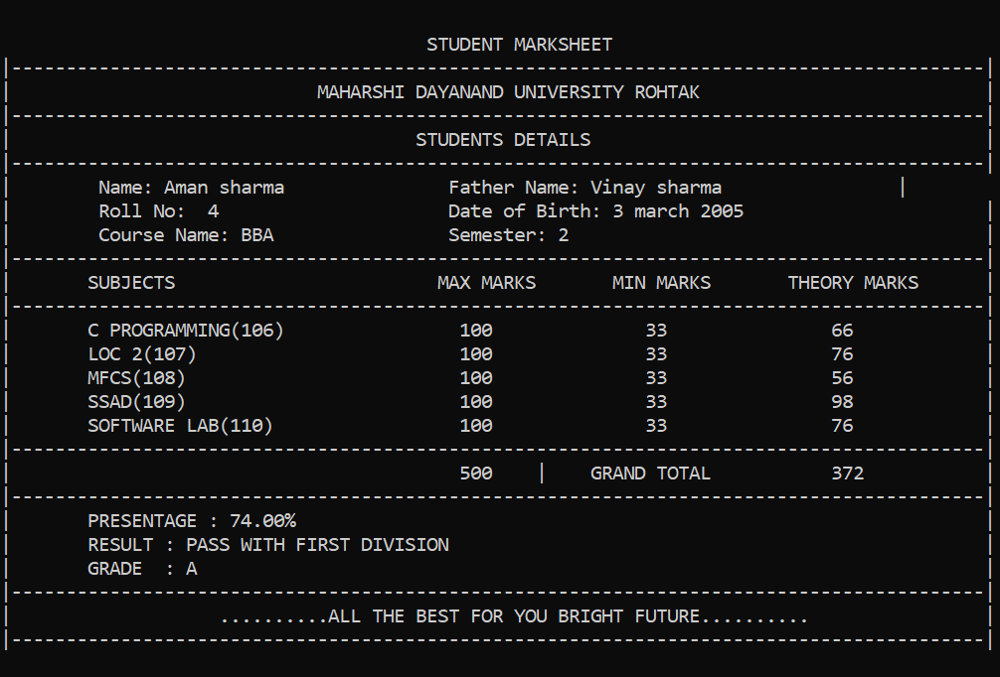 STUDENT MARKSHEET
|-----------------------------------------------------------------------------------------|
| MAHARSHI DAYANAND UNIVERSITY ROHTAK |
|-----------------------------------------------------------------------------------------|
| STUDENTS DETAILS |
|-----------------------------------------------------------------------------------------|
| Name: Aman sharma Father Name: Vinay sharma |
| Roll No: 4 Date of Birth: 3 march 2005 |
| Course Name: BBA Semester: 2 |
|-----------------------------------------------------------------------------------------|
| SUBJECTS MAX MARKS MIN MARKS THEORY MARKS |
|-----------------------------------------------------------------------------------------|
| C PROGRAMMING(106) 100 33 66 |
| LOC 2(107) 100 33 76 |
| MFCS(108) 100 33 56 |
| SSAD(109) 100 33 98 |
| SOFTWARE LAB(110) 100 33 76 |
|-----------------------------------------------------------------------------------------|
| 500 | GRAND TOTAL 372 |
|-----------------------------------------------------------------------------------------|
| PRESENTAGE : 74.00% |
| RESULT : PASS WITH FIRST DIVISION |
| GRADE : A |
|-----------------------------------------------------------------------------------------|
| ..........ALL THE BEST FOR YOU BRIGHT FUTURE.......... |
|-----------------------------------------------------------------------------------------|